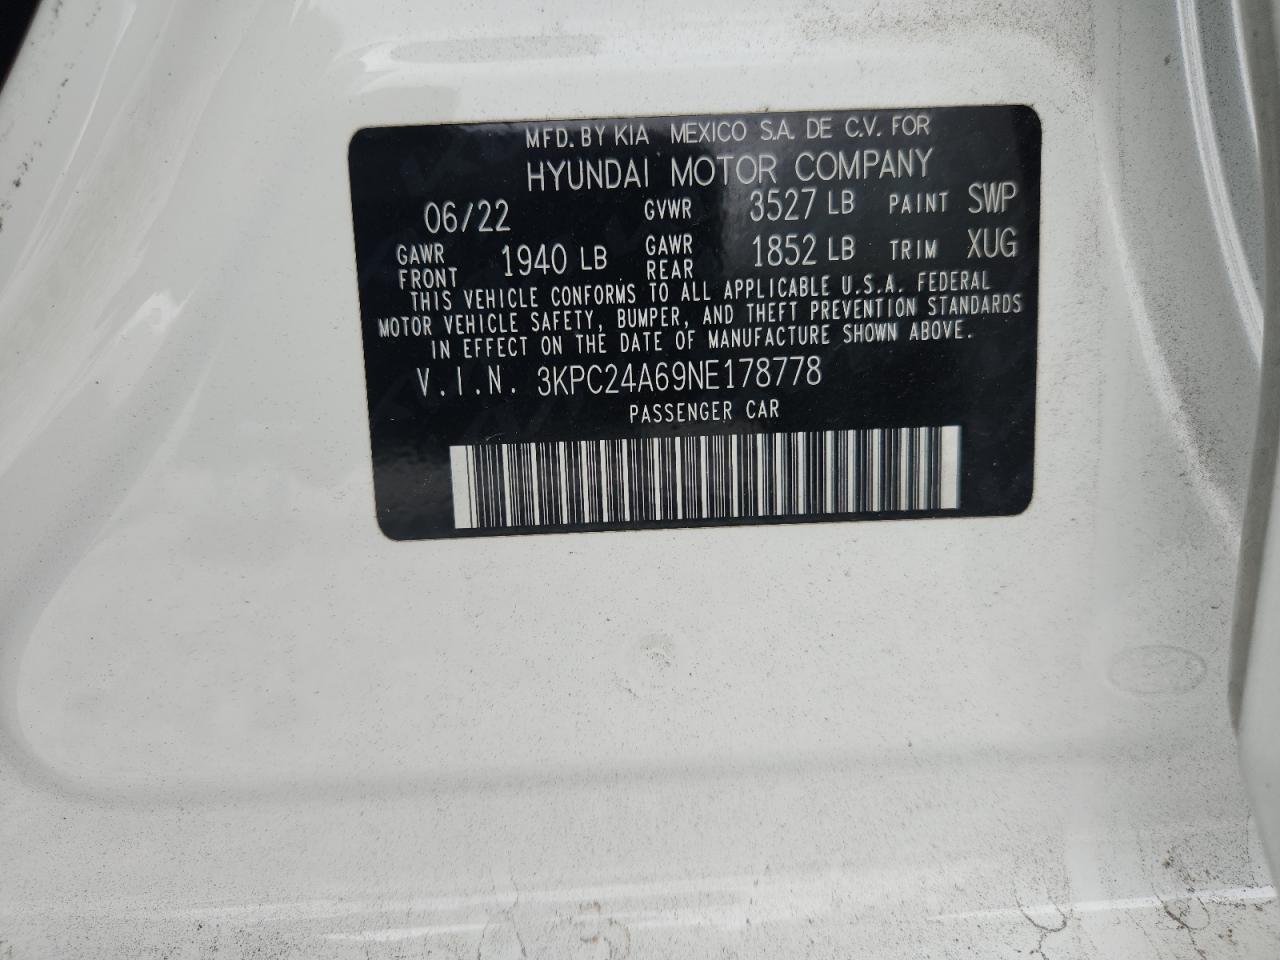 MFD. BY KIA MEXICO S.A. DE C.V. FOR
HYUNDAI MOTOR COMPANY
06/22 GVWR 3527 LB PAINT SWP
GAWR FRONT 1940 LB GAWR REAR 1852 LB TRIM XUG
THIS VEHICLE CONFORMS TO ALL APPLICABLE U.S.A. FEDERAL
MOTOR VEHICLE SAFETY, BUMPER, AND THEFT PREVENTION STANDARDS
IN EFFECT ON THE DATE OF MANUFACTURE SHOWN ABOVE.
V.I.N. 3KPC24A69NE178778
PASSENGER CAR